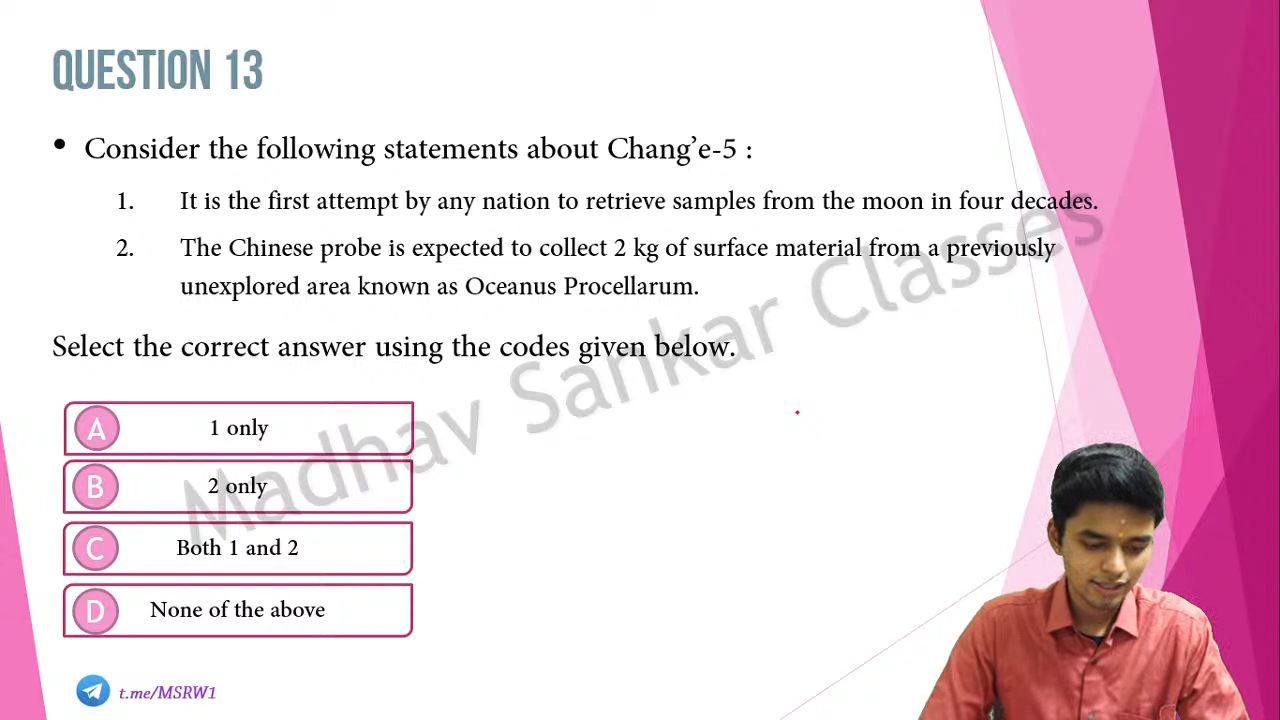 QUESTION 13
• Consider the following statements about Chang’e-5 :
1. It is the first attempt by any nation to retrieve samples from the moon in four decades.
2. The Chinese probe is expected to collect 2 kg of surface material from a previously
unexplored area known as Oceanus Procellarum.
Select the correct answer using the codes given below.
A 1 only
B 2 only
C Both 1 and 2
D None of the above
Madhav Sankar Classes
t.me/MSRW1